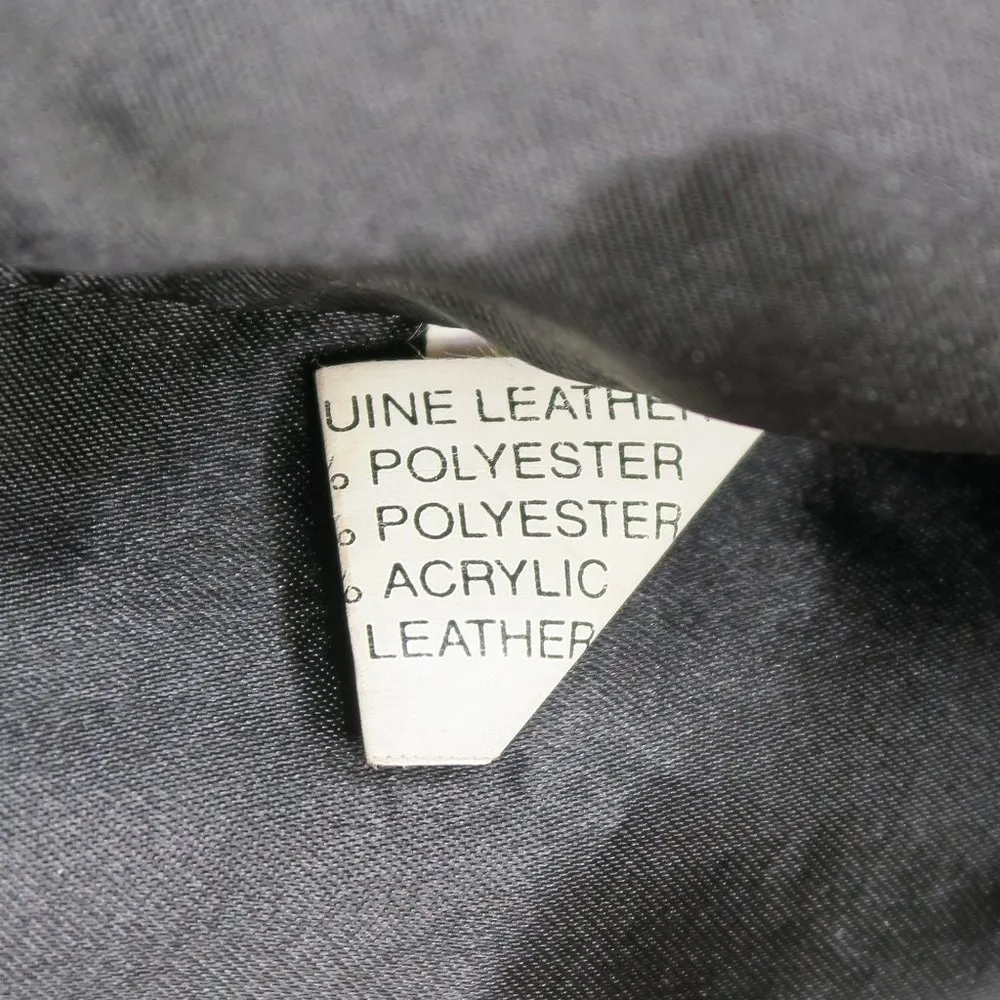 UINE LEATHER
% POLYESTER
% POLYESTER
% ACRYLIC
LEATHER